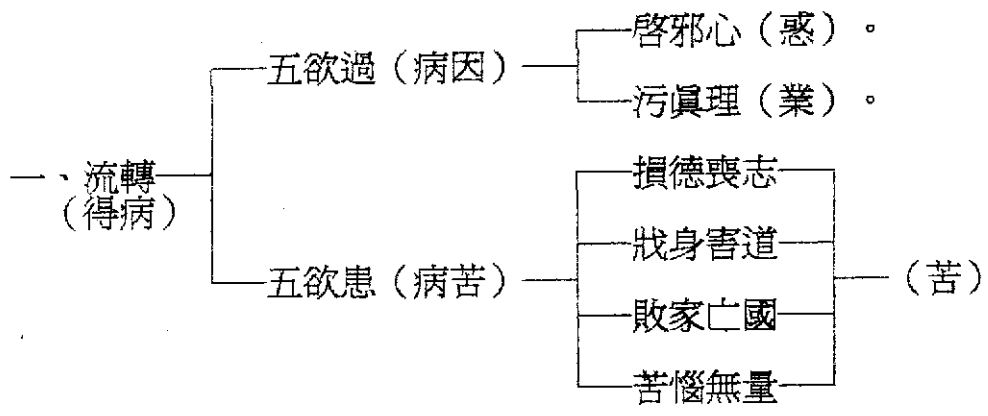 啓邪心（惑）。
五欲過（病因）
污眞理（業）。
一、流轉
（得病）
損德喪志
戕身害道
五欲患（病苦）
（苦）
敗家亡國
苦惱無量